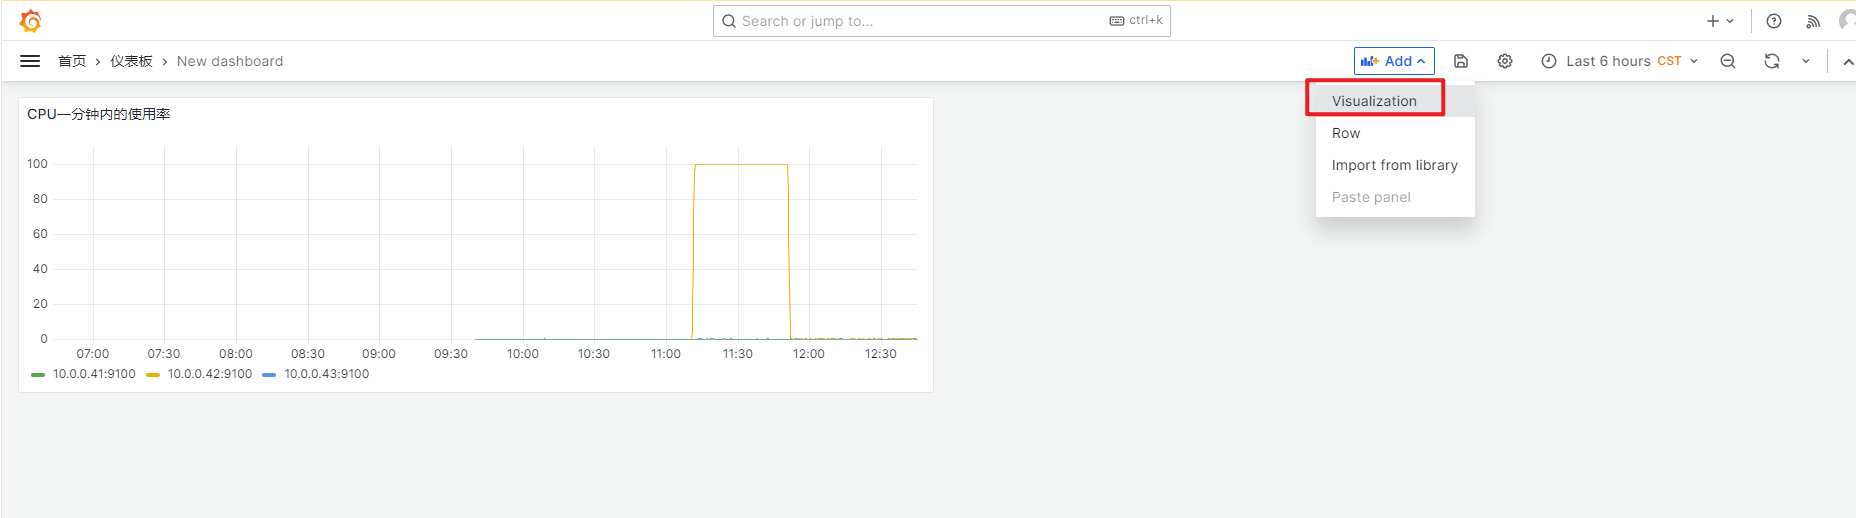 Search or jump to... ctrl+k
首页 › 仪表板 › New dashboard
Add
Last 6 hours CST
Visualization
Row
Import from library
Paste panel
CPU一分钟内的使用率
100
80
60
40
20
0
07:00 07:30 08:00 08:30 09:00 09:30 10:00 10:30 11:00 11:30 12:00 12:30
10.0.0.41:9100 10.0.0.42:9100 10.0.0.43:9100